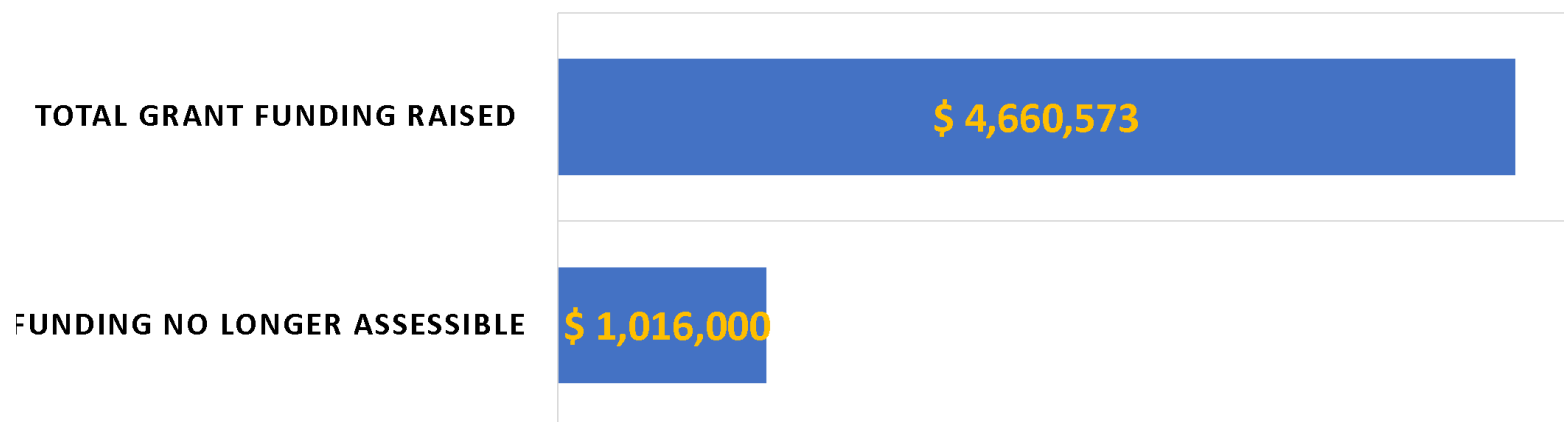 TOTAL GRANT FUNDING RAISED
$ 4,660,573
FUNDING NO LONGER ASSESSIBLE
$ 1,016,000